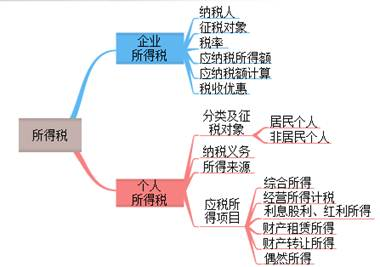 所得税
企业
所得税
纳税人
征税对象
税率
应纳税所得额
应纳税额计算
税收优惠
个人
所得税
分类及征
税对象
居民个人
非居民个人
纳税义务
所得来源
应税所
得项目
综合所得
经营所得计税
利息股利、红利所得
财产租赁所得
财产转让所得
偶然所得